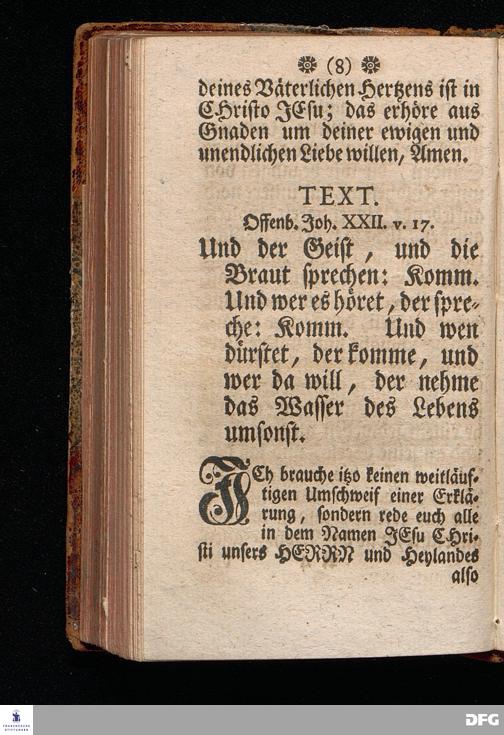 ❁ (8) ❁
deines Väterlichen Hertzens ist in
CHristo JEsu; das erhöre aus
Gnaden um deiner ewigen und
unendlichen Liebe willen, Amen.
TEXT.
Offenb. Joh. XXII. v. 17.
Und der Geist, und die
Braut sprechen: Komm.
Und wer es höret, der spre-
che: Komm. Und wen
dürstet, der komme, und
wer da will, der nehme
das Wasser des Lebens
umsonst.
ICh brauche itzo keinen weitläuf-
tigen Umschweif einer Erklä-
rung, sondern rede euch alle
in dem Namen JEsu CHri-
sti unsers HERRN und Heylandes
also
FRANCKESCHE
STIFTUNGEN
DFG